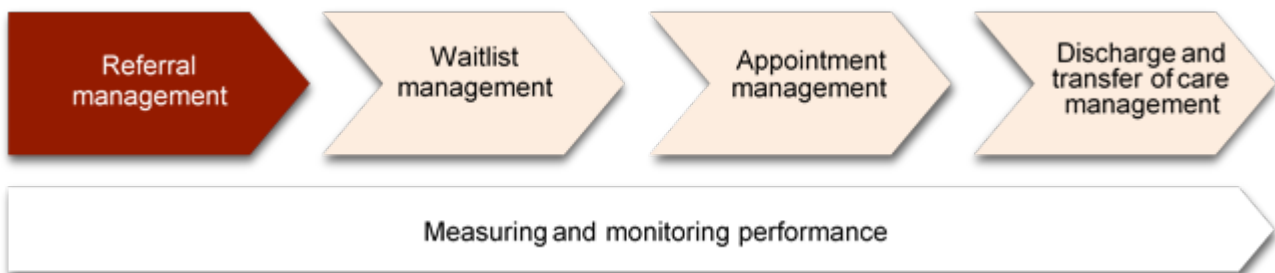 Referral
management
Waitlist
management
Appointment
management
Discharge and
transfer of care
management
Measuring and monitoring performance